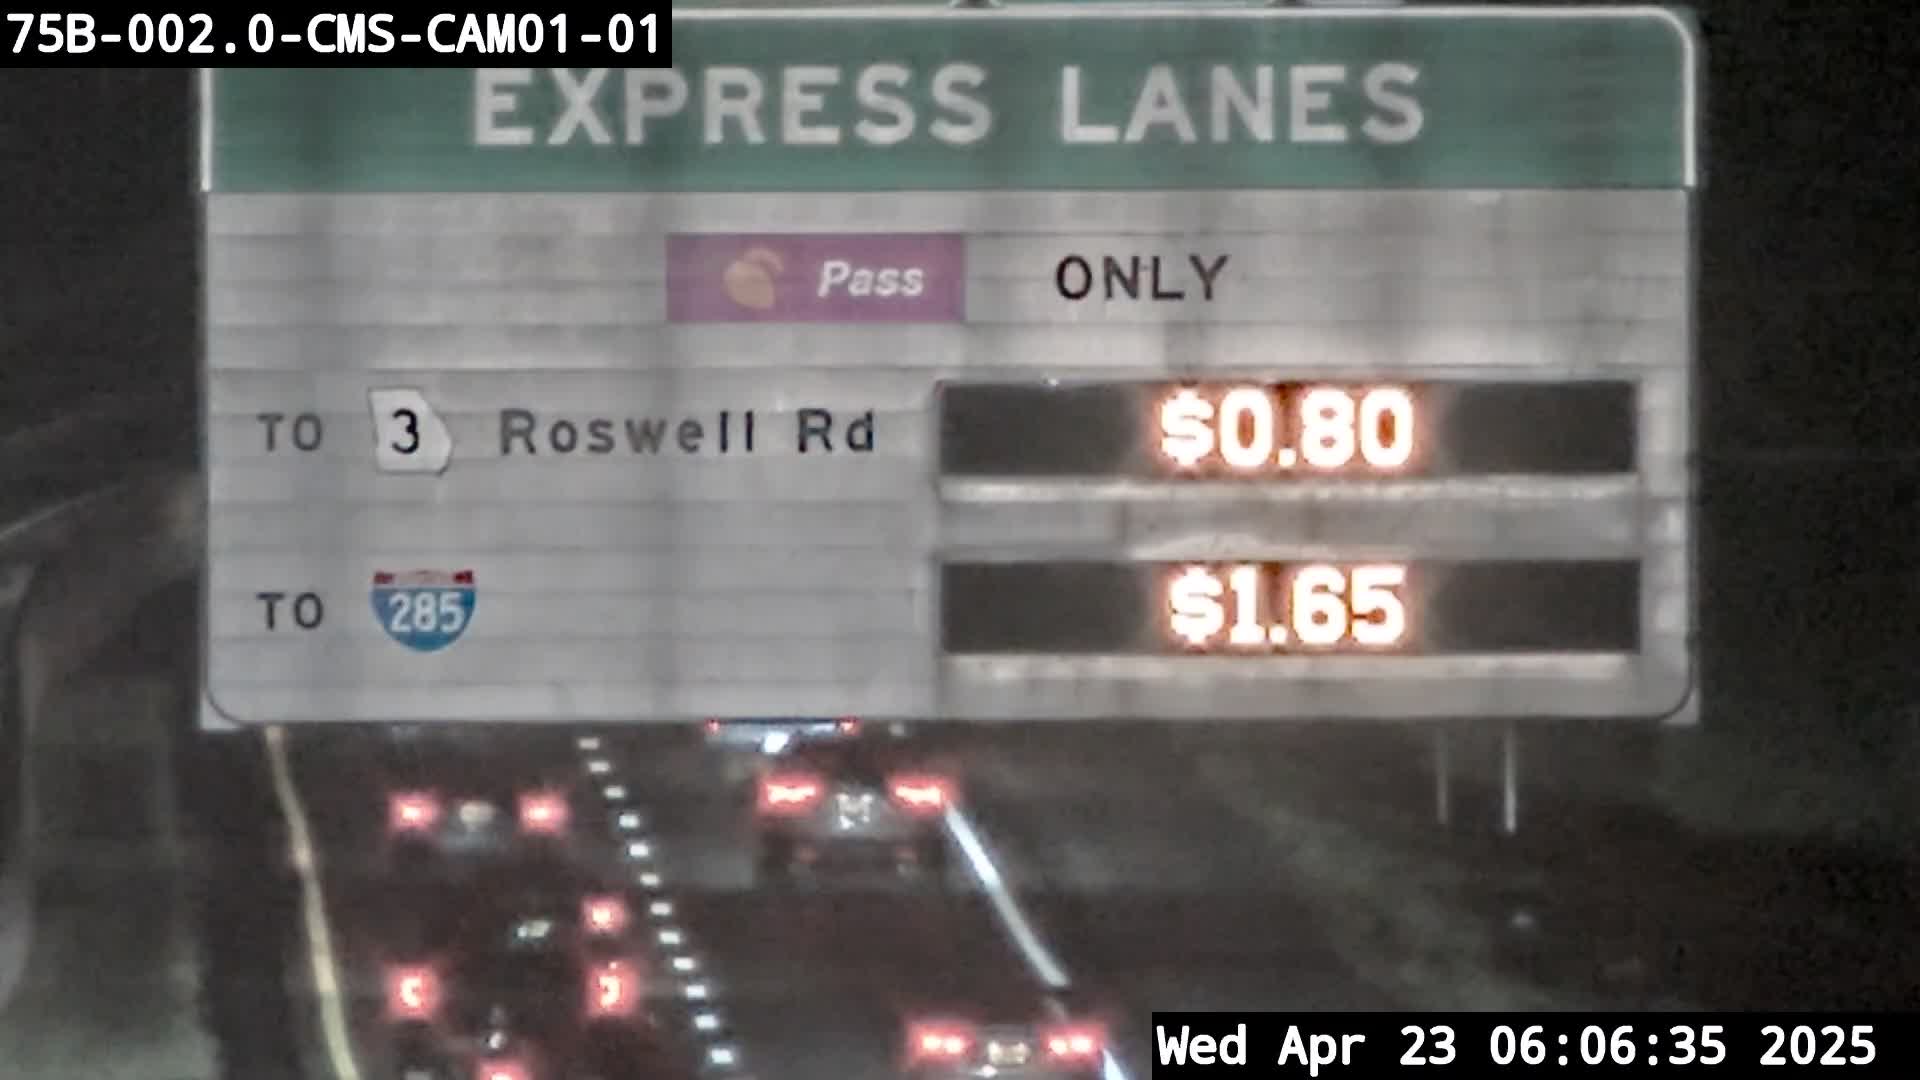 75B-002.0-CMS-CAM01-01
EXPRESS LANES
Pass ONLY
TO 3 Roswell Rd $0.80
TO 285 $1.65
Wed Apr 23 06:06:35 2025